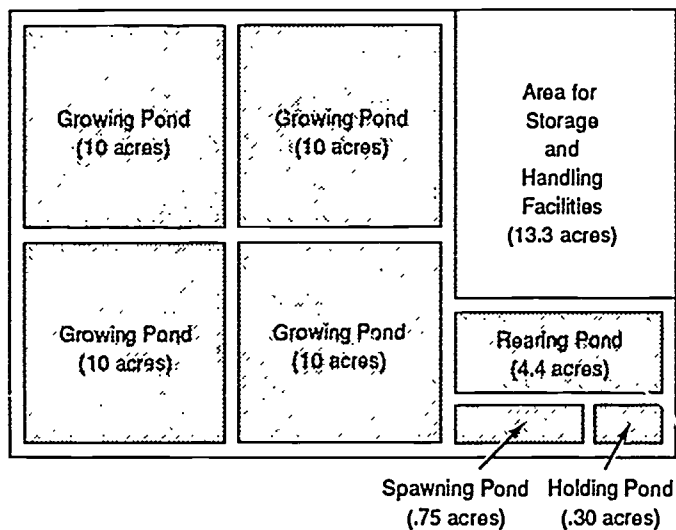 Growing Pond
(10 acres)
Growing Pond
(10 acres)
Area for
Storage
and
Handling
Facilities
(13.3 acres)
Growing Pond
(10 acres)
Growing Pond
(10 acres)
Rearing Pond
(4.4 acres)
Spawning Pond
(.75 acres)
Holding Pond
(.30 acres)